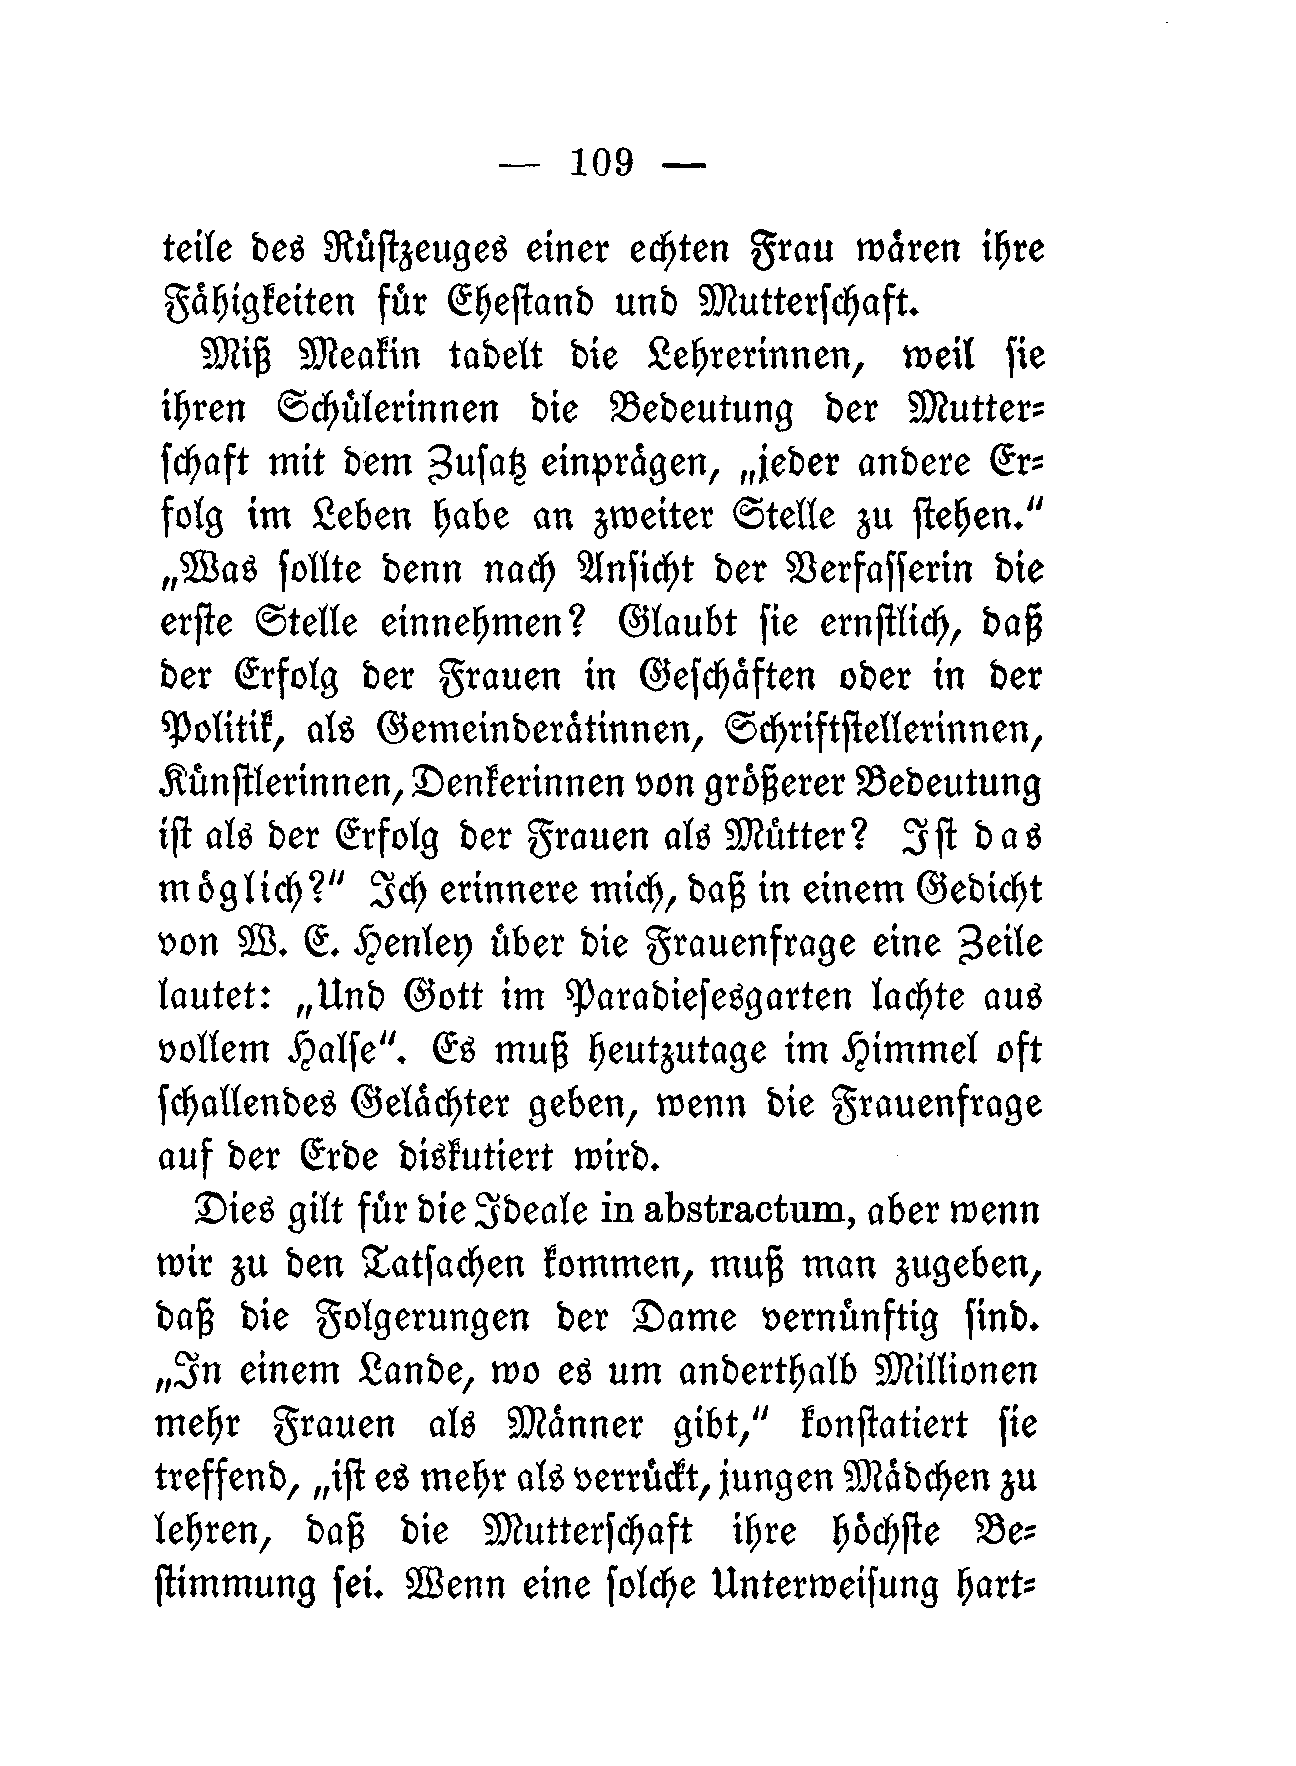 — 109 —
teile des Rüſtzeuges einer echten Frau wären ihre
Fähigkeiten für Eheſtand und Mutterſchaft.
Miß Meakin tadelt die Lehrerinnen, weil ſie
ihren Schülerinnen die Bedeutung der Mutter⸗
ſchaft mit dem Zuſatz einprägen, „jeder andere Er⸗
folg im Leben habe an zweiter Stelle zu ſtehen.“
„Was ſollte denn nach Anſicht der Verfaſſerin die
erſte Stelle einnehmen? Glaubt ſie ernſtlich, daß
der Erfolg der Frauen in Geſchäften oder in der
Politik, als Gemeinderätinnen, Schriftſtellerinnen,
Künſtlerinnen, Denkerinnen von größerer Bedeutung
iſt als der Erfolg der Frauen als Mütter? Iſt das
möglich?“ Ich erinnere mich, daß in einem Gedicht
von W. E. Henley über die Frauenfrage eine Zeile
lautet: „Und Gott im Paradieſesgarten lachte aus
vollem Halſe“. Es muß heutzutage im Himmel oft
ſchallendes Gelächter geben, wenn die Frauenfrage
auf der Erde diskutiert wird.
Dies gilt für die Ideale in abstractum, aber wenn
wir zu den Tatſachen kommen, muß man zugeben,
daß die Folgerungen der Dame vernünftig ſind.
„In einem Lande, wo es um anderthalb Millionen
mehr Frauen als Männer gibt,“ konſtatiert ſie
treffend, „iſt es mehr als verrückt, jungen Mädchen zu
lehren, daß die Mutterſchaft ihre höchſte Be⸗
ſtimmung ſei. Wenn eine ſolche Unterweiſung hart⸗